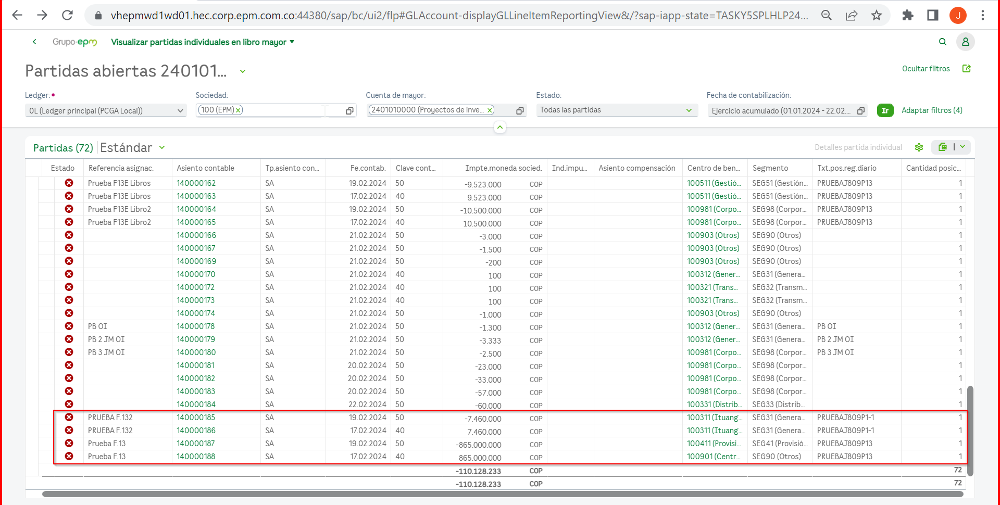 vhepmwd1wd01.hec.corp.epm.com.co:44380/sap/bc/ui2/flp#GLAccount-displayGLLineItemReportingView&/?sap-iapp-state=TASKY5SPLHLP24...
J
Grupo·epm Visualizar partidas individuales en libro mayor
Partidas abiertas 240101...
Ocultar filtros
Ledger: Sociedad: Cuenta de mayor: Estado: Fecha de contabilización:
0L (Ledger principal (PCGA Local)) 100 (EPM) 2401010000 (Proyectos de inve... Todas las partidas Ejercicio acumulado (01.01.2024 - 22.02.... Ir Adaptar filtros (4)
Partidas (72) Estándar Detalles partida individual
Estado Referencia asignac. Asiento contable Tp.asiento con... Fe.contab. Clave cont... Impte.moneda socied. Ind.impu... Asiento compensación Centro de ben... Segmento Txt.pos.reg.diario Cantidad posic...
Prueba F13E Libros 140000162 SA 19.02.2024 50 -9.523.000 COP 100511 (Gestió... SEG51 (Gestión... PRUEBAJ809P13 1
Prueba F13E Libros 140000163 SA 17.02.2024 40 9.523.000 COP 100511 (Gestió... SEG51 (Gestión... PRUEBAJ809P13 1
Prueba F13E Libro2 140000164 SA 19.02.2024 50 -10.500.000 COP 100981 (Corpo... SEG98 (Corpor... PRUEBAJ809P13 1
Prueba F13E Libro2 140000165 SA 17.02.2024 40 10.500.000 COP 100981 (Corpo... SEG98 (Corpor... PRUEBAJ809P13 1
140000166 SA 21.02.2024 50 -3.000 COP 100903 (Otros) SEG90 (Otros) 1
140000167 SA 21.02.2024 50 -1.500 COP 100903 (Otros) SEG90 (Otros) 1
140000169 SA 21.02.2024 50 -200 COP 100903 (Otros) SEG90 (Otros) 1
140000170 SA 21.02.2024 40 100 COP 100312 (Gener... SEG31 (Genera... 1
140000172 SA 21.02.2024 40 100 COP 100321 (Trans... SEG32 (Transm... 1
140000173 SA 21.02.2024 40 100 COP 100321 (Trans... SEG32 (Transm... 1
140000174 SA 21.02.2024 50 -1.000 COP 100903 (Otros) SEG90 (Otros) 1
PB OI 140000178 SA 21.02.2024 50 -1.300 COP 100312 (Gener... SEG31 (Genera... PB OI 1
PB 2 JM OI 140000179 SA 21.02.2024 50 -3.333 COP 100312 (Gener... SEG31 (Genera... PB 2 JM OI 1
PB 3 JM OI 140000180 SA 21.02.2024 50 -2.500 COP 100981 (Corpo... SEG98 (Corpor... PB 3 JM OI 1
140000181 SA 20.02.2024 50 -23.000 COP 100981 (Corpo... SEG98 (Corpor... 1
140000182 SA 20.02.2024 50 -33.000 COP 100981 (Corpo... SEG98 (Corpor... 1
140000183 SA 20.02.2024 50 -57.000 COP 100981 (Corpo... SEG98 (Corpor... 1
140000184 SA 22.02.2024 50 -60.000 COP 100331 (Distrib... SEG33 (Distrib... 1
PRUEBA F.132 140000185 SA 19.02.2024 50 -7.460.000 COP 100311 (Ituang... SEG31 (Genera... PRUEBAJ809P1-1 1
PRUEBA F.132 140000186 SA 17.02.2024 40 7.460.000 COP 100311 (Ituang... SEG31 (Genera... PRUEBAJ809P1-1 1
Prueba F.13 140000187 SA 19.02.2024 50 -865.000.000 COP 100411 (Provisi... SEG41 (Provisió... PRUEBAJ809P13 1
Prueba F.13 140000188 SA 17.02.2024 40 865.000.000 COP 100901 (Centr... SEG90 (Otros) PRUEBAJ809P13 1
-110.128.233 COP 72
-110.128.233 COP 72